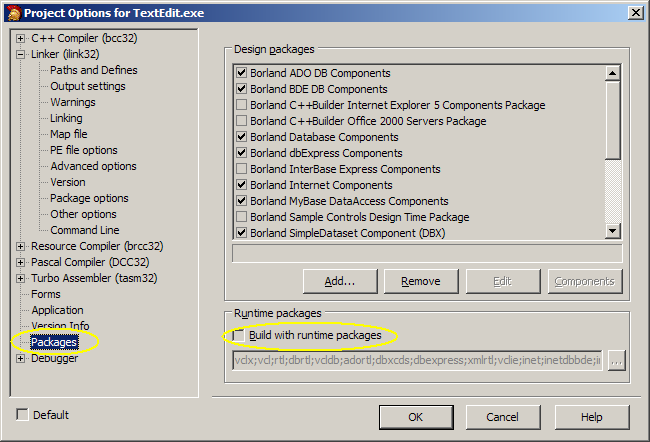 Project Options for TextEdit.exe
C++ Compiler (bcc32)
Linker (ilink32)
Paths and Defines
Output settings
Warnings
Linking
Map file
PE file options
Advanced options
Version
Package options
Other options
Command Line
Resource Compiler (brcc32)
Pascal Compiler (DCC32)
Turbo Assembler (tasm32)
Forms
Application
Version Info
Packages
Debugger
Default
Design packages
Borland ADO DB Components
Borland BDE DB Components
Borland C++Builder Internet Explorer 5 Components Package
Borland C++Builder Office 2000 Servers Package
Borland Database Components
Borland dbExpress Components
Borland InterBase Express Components
Borland Internet Components
Borland MyBase DataAccess Components
Borland Sample Controls Design Time Package
Borland SimpleDataset Component (DBX)
Add... Remove Edit Components
Runtime packages
Build with runtime packages
vclx;vcl;rtl;dbrtl;vcldb;adortl;dbxcds;dbexpress;xmlrtl;vclie;inet;inetdbbde;ir ...
OK Cancel Help